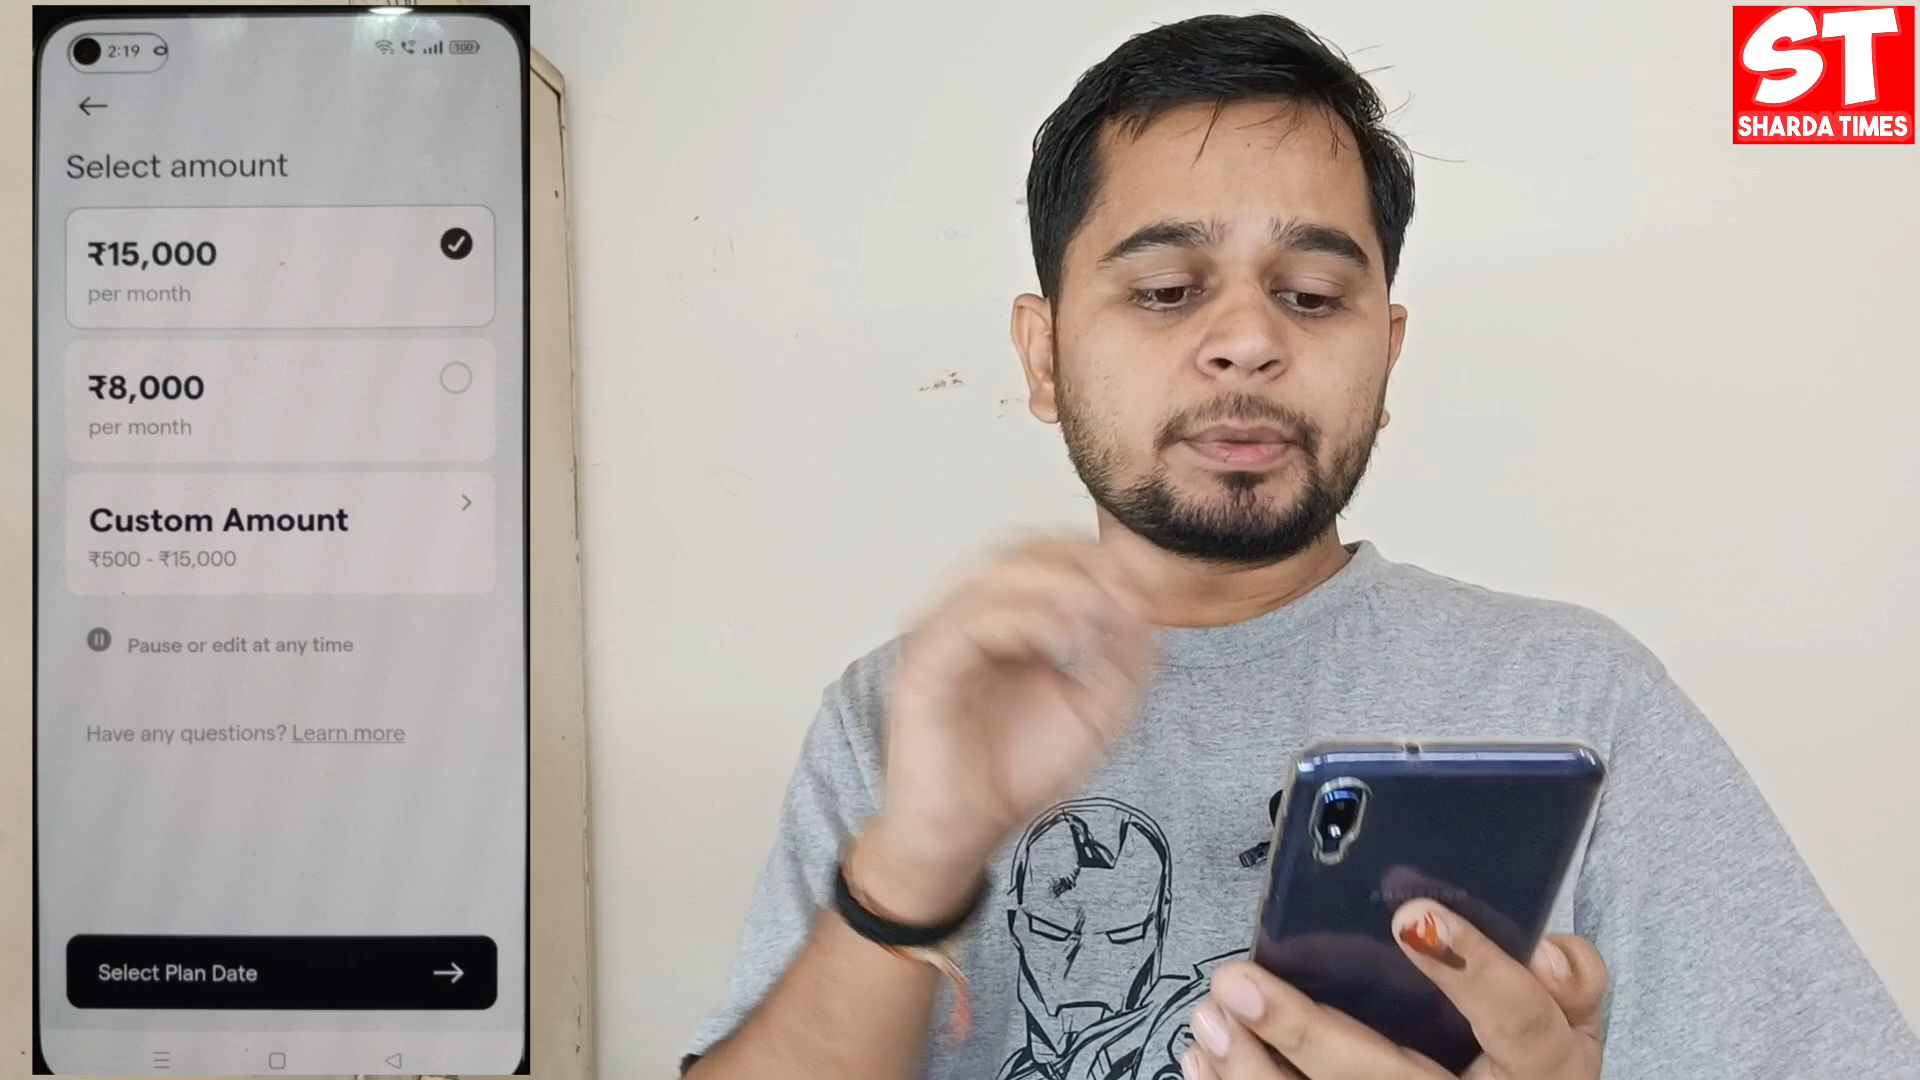 2:19
100
Select amount
₹15,000
per month
₹8,000
per month
Custom Amount
₹500 - ₹15,000
Pause or edit at any time
Have any questions? Learn more
Select Plan Date
ST
SHARDA TIMES